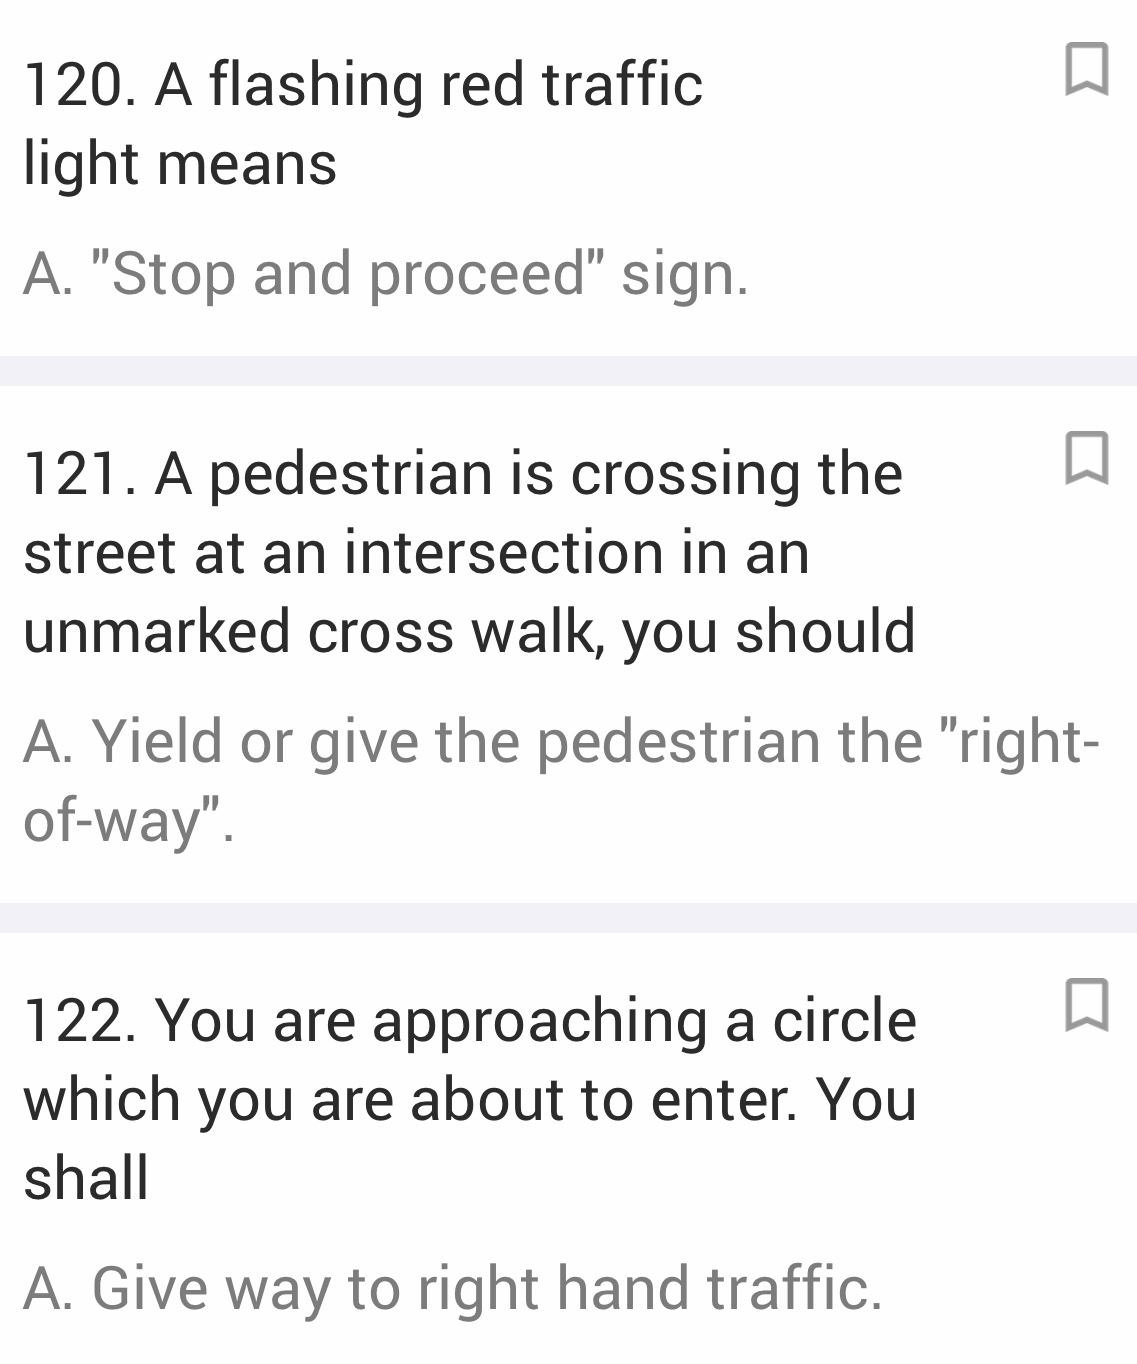 120. A flashing red traffic
light means
A. "Stop and proceed" sign.
121. A pedestrian is crossing the
street at an intersection in an
unmarked cross walk, you should
A. Yield or give the pedestrian the "right-
of-way".
122. You are approaching a circle
which you are about to enter. You
shall
A. Give way to right hand traffic.